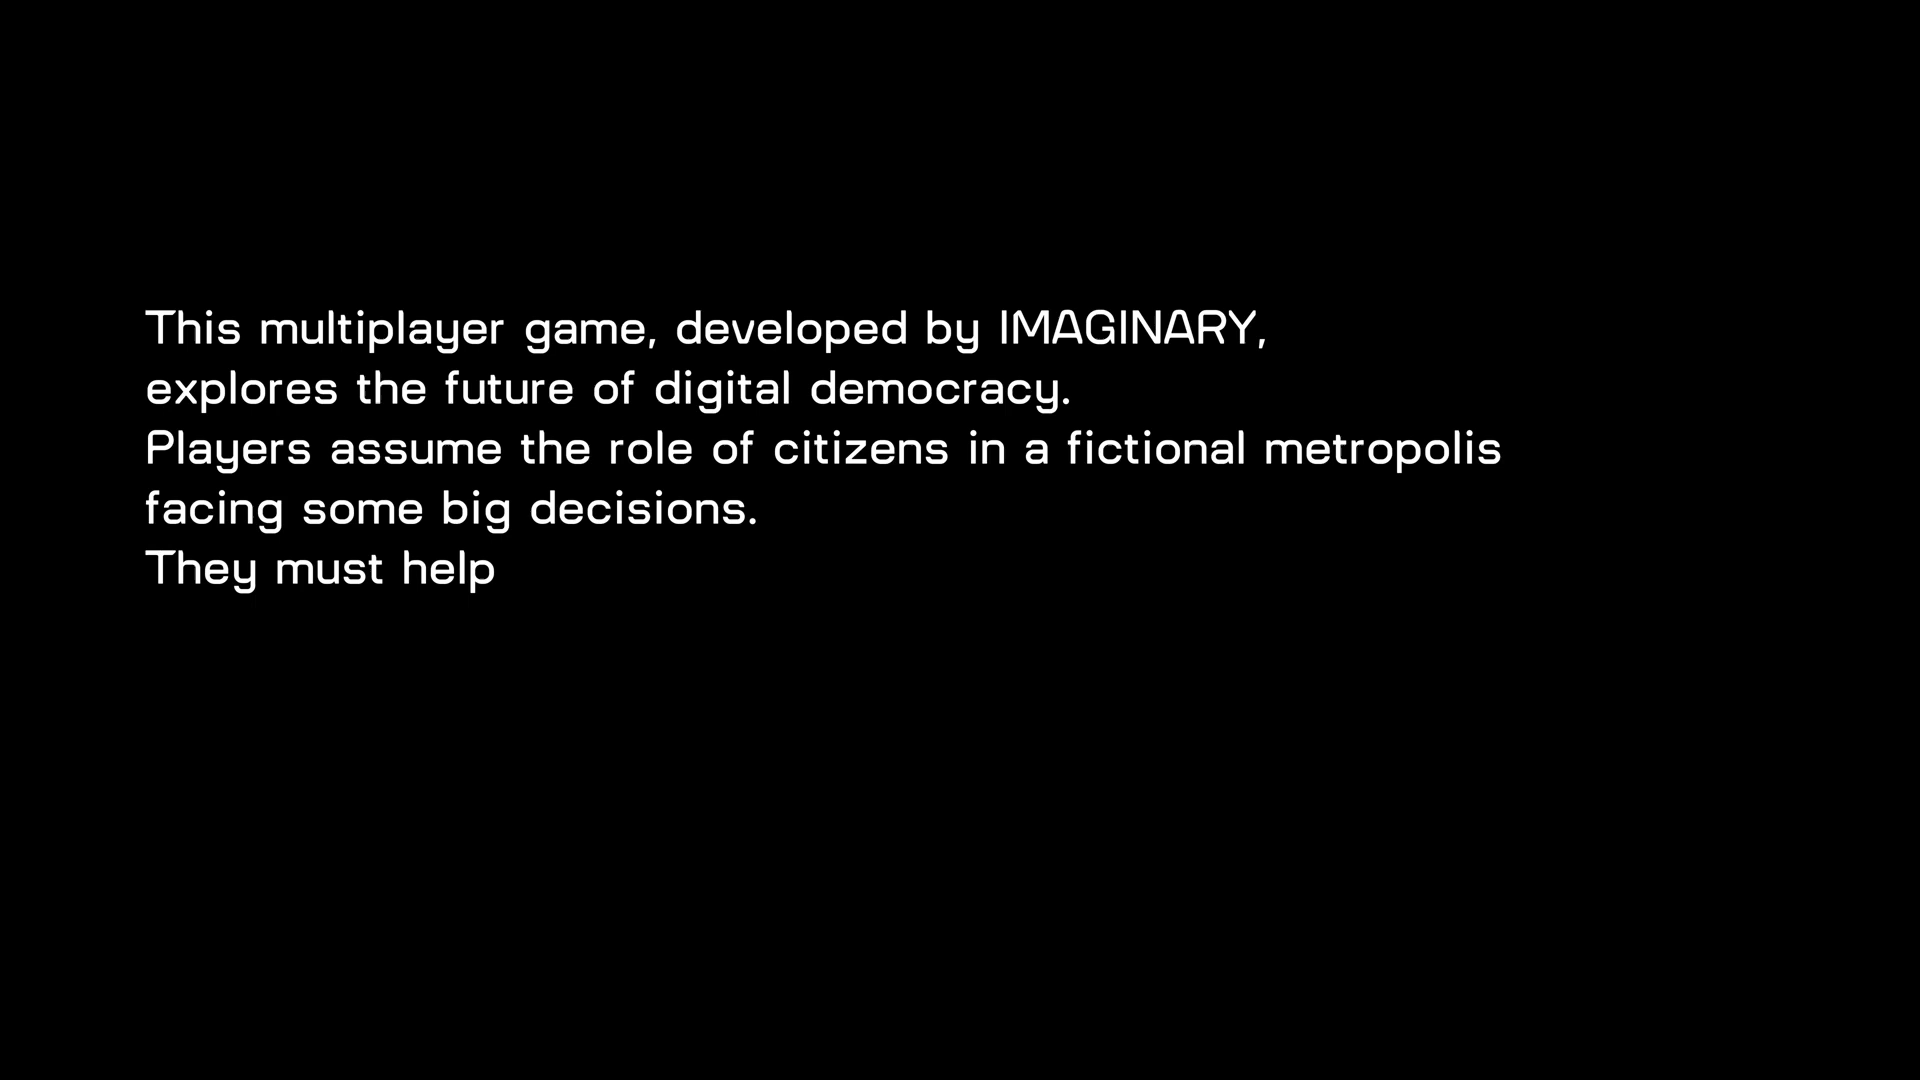 This multiplayer game, developed by IMAGINARY,
explores the future of digital democracy.
Players assume the role of citizens in a fictional metropolis
facing some big decisions.
They must help